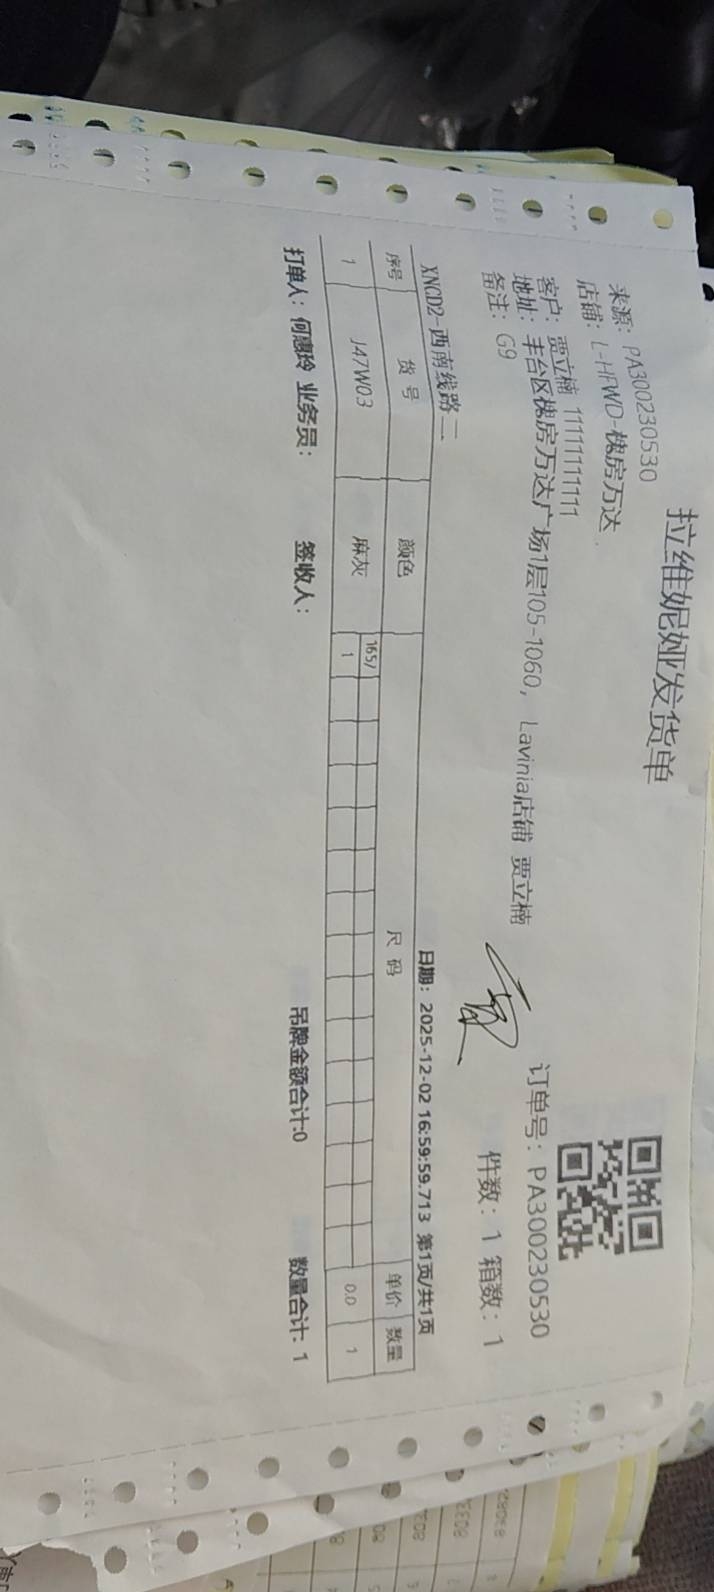 拉维妮娅发货单
来源：PA300230530
店铺：L-HFWD-槐房万达
订单号：PA300230530
客户：贾立楠 11111111111
地址：丰台区槐房万达广场1层105-1060，Lavinia店铺 贾立楠
件数：1 箱数：1
备注：G9
XNCD2-西南线路二
日期：2025-12-02 16:59:59.713 第1页/共1页
序号 货号 颜色 尺码 单价 数量
165/
1 J47W03 麻灰 1 0.0 1
打单人：何惠玲 业务员： 签收人： 吊牌金额合计:0 数量合计: 1